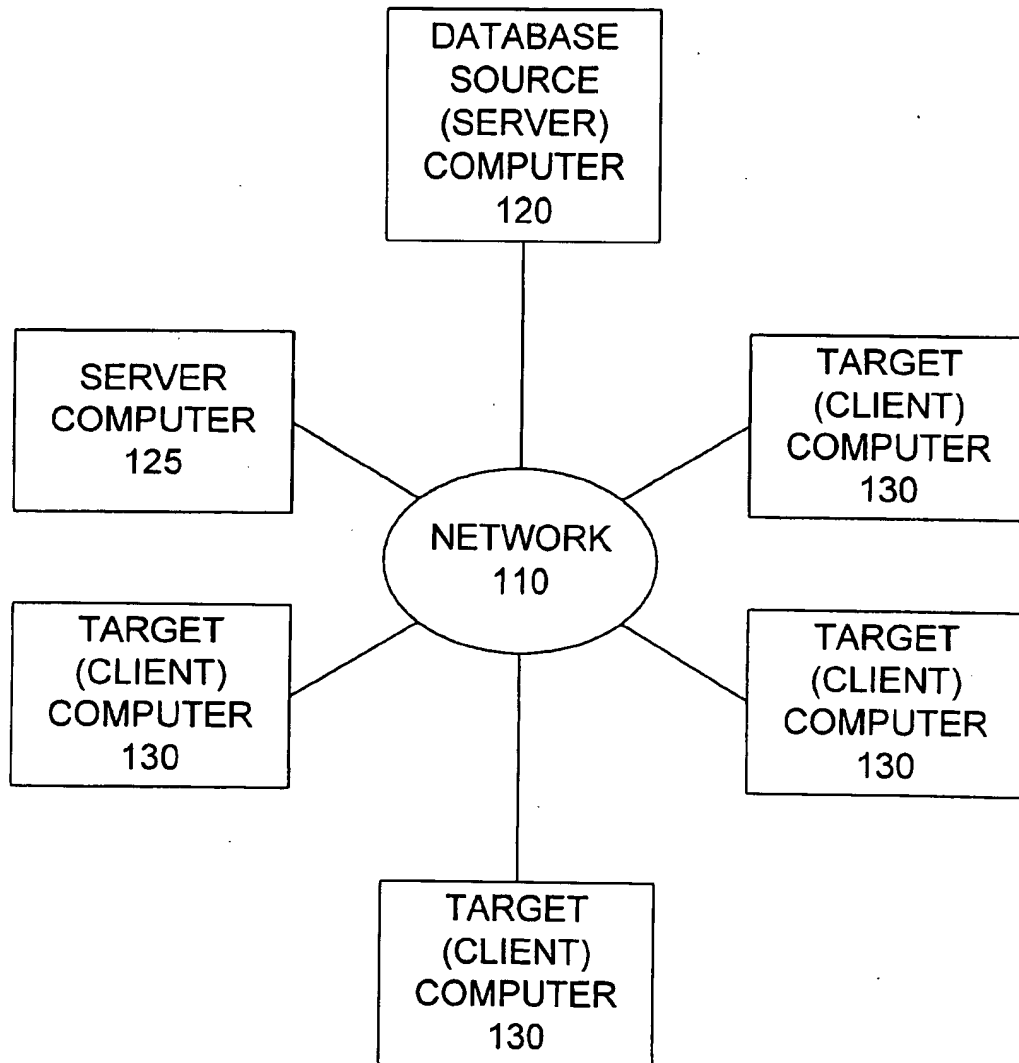 DATABASE
SOURCE
(SERVER)
COMPUTER
120
SERVER
COMPUTER
125
TARGET
(CLIENT)
COMPUTER
130
NETWORK
110
TARGET
(CLIENT)
COMPUTER
130
TARGET
(CLIENT)
COMPUTER
130
TARGET
(CLIENT)
COMPUTER
130